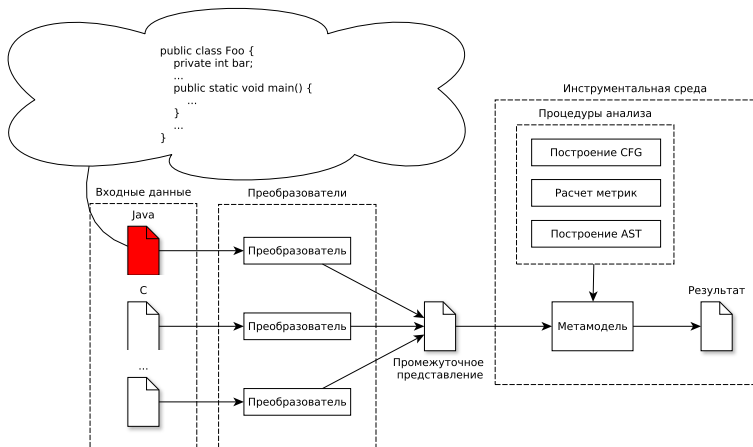 public class Foo {
private int bar;
...
public static void main() {
...
}
...
}
Инструментальная среда
Процедуры анализа
Построение CFG
Расчет метрик
Построение AST
Входные данные
Преобразователи
Java
Преобразователь
C
Преобразователь
...
Преобразователь
Промежуточное
представление
Метамодель
Результат